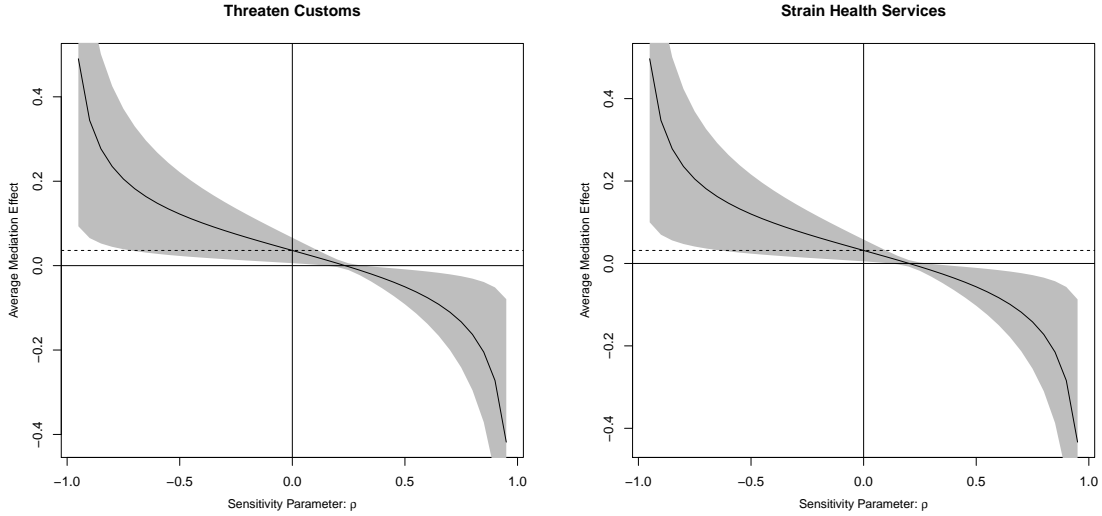 Threaten Customs
Average Mediation Effect
0.4
0.2
0.0
−0.2
−0.4
−1.0 −0.5 0.0 0.5 1.0
Sensitivity Parameter: ρ
Strain Health Services
Average Mediation Effect
0.4
0.2
0.0
−0.2
−0.4
−1.0 −0.5 0.0 0.5 1.0
Sensitivity Parameter: ρ